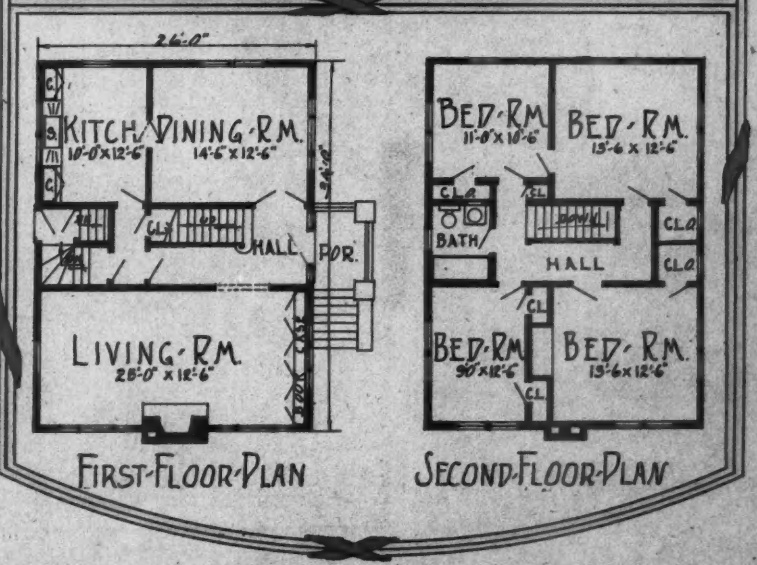 26'-0"
C.
S.
C.
KITCH.
10'-0" X 12'-6"
DINING-RM.
14'-6" X 12'-6"
CL.
UP
HALL
POR.
LIVING-RM.
25'-0" X 12'-6"
BOOK CASE
FIRST-FLOOR-PLAN
BED-RM.
11'-0" X 10'-6"
BED-RM.
13'-6 X 12'-6"
CLO.
CL.
BATH
DOWN
CLO.
HALL
CLO.
BED-RM
9'0" X 12'-6"
CL.
CL.
BED-RM.
13'-6 X 12'-6"
SECOND-FLOOR-PLAN